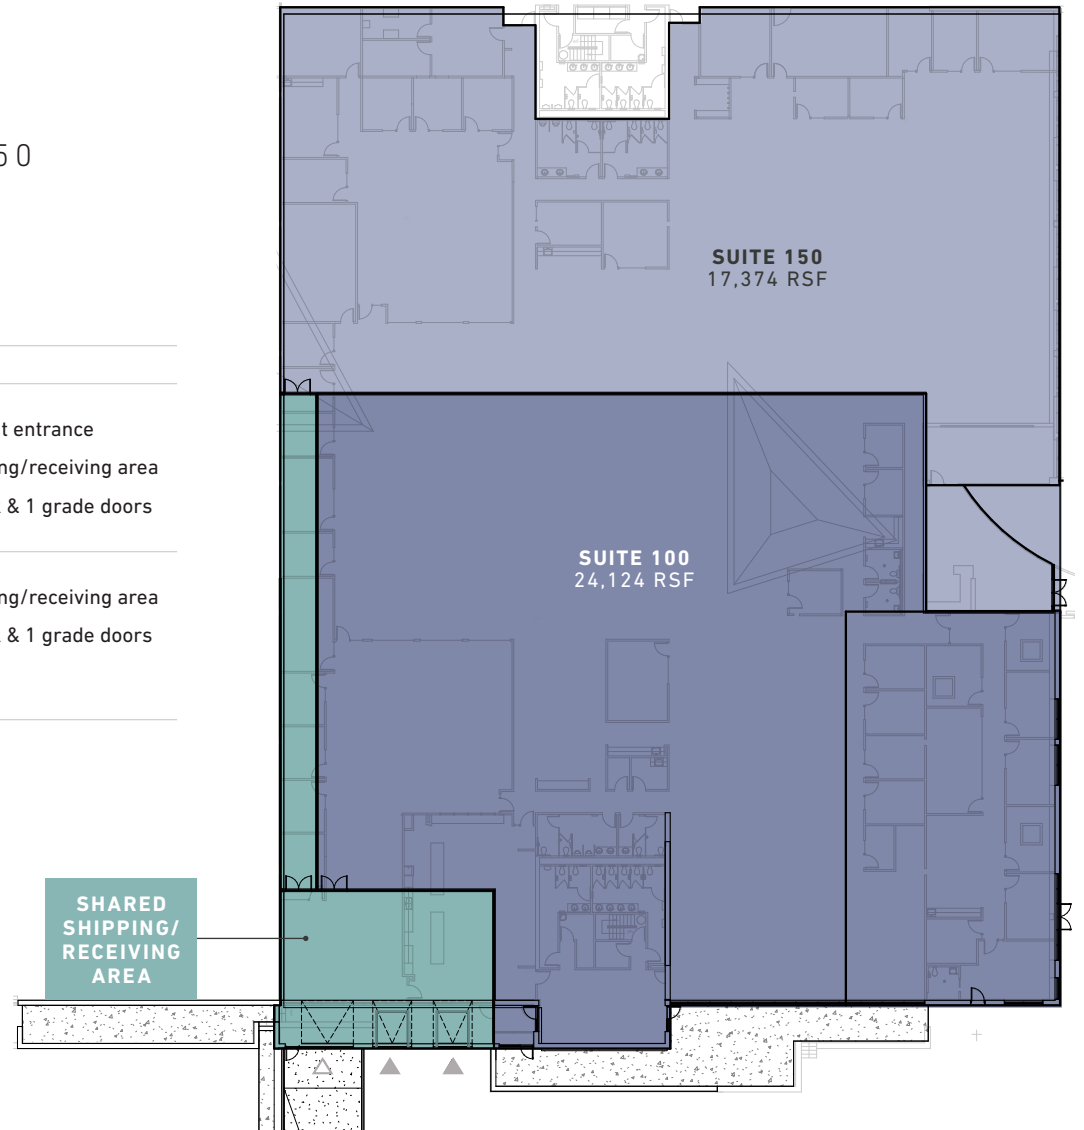 50
SUITE 150
17,374 RSF
t entrance
ng/receiving area
& 1 grade doors
ng/receiving area
& 1 grade doors
SUITE 100
24,124 RSF
SHARED
SHIPPING/
RECEIVING
AREA